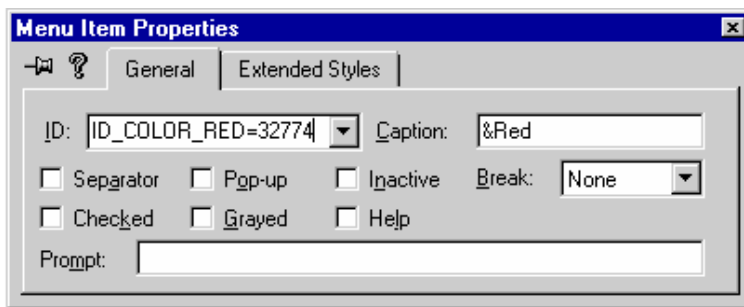 Menu Item Properties
General Extended Styles
ID: ID_COLOR_RED=32774 Caption: &Red
Separator Pop-up Inactive Break: None
Checked Grayed Help
Prompt: